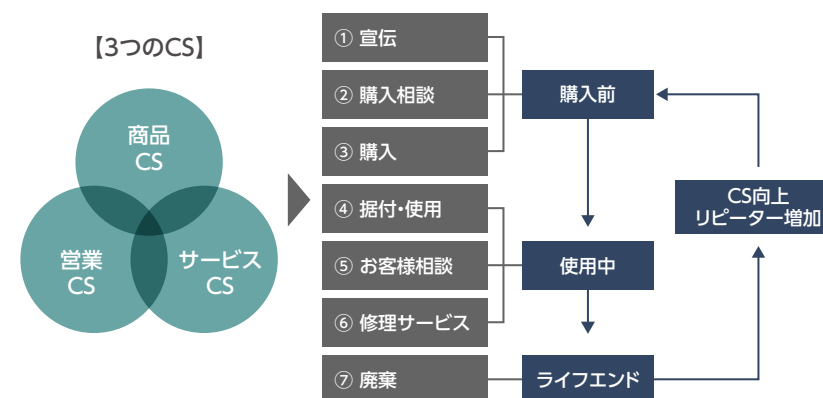 【3つのCS】
商品
CS
営業
CS
サービス
CS
① 宣伝
② 購入相談
③ 購入
④ 据付・使用
⑤ お客様相談
⑥ 修理サービス
⑦ 廃棄
購入前
使用中
ライフエンド
CS向上
リピーター増加